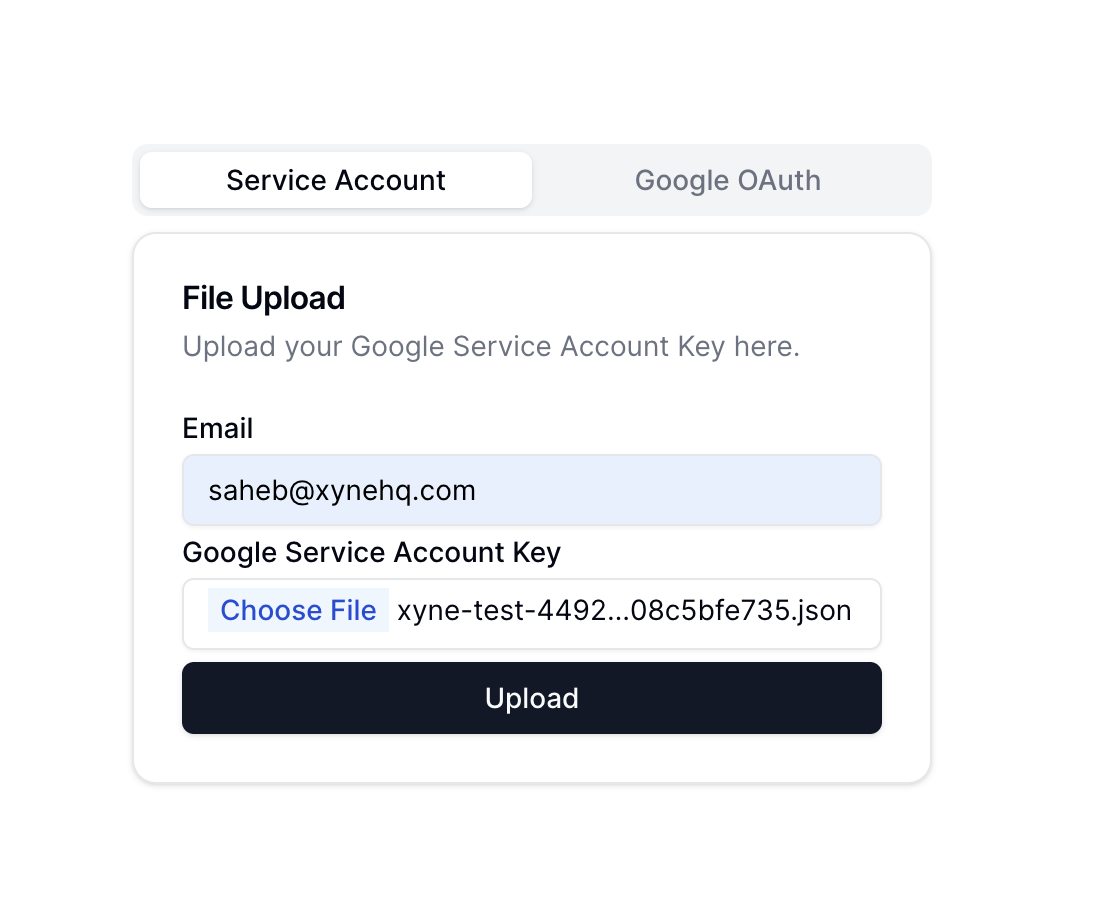 Service Account Google OAuth
File Upload
Upload your Google Service Account Key here.
Email
saheb@xynehq.com
Google Service Account Key
Choose File xyne-test-4492...08c5bfe735.json
Upload